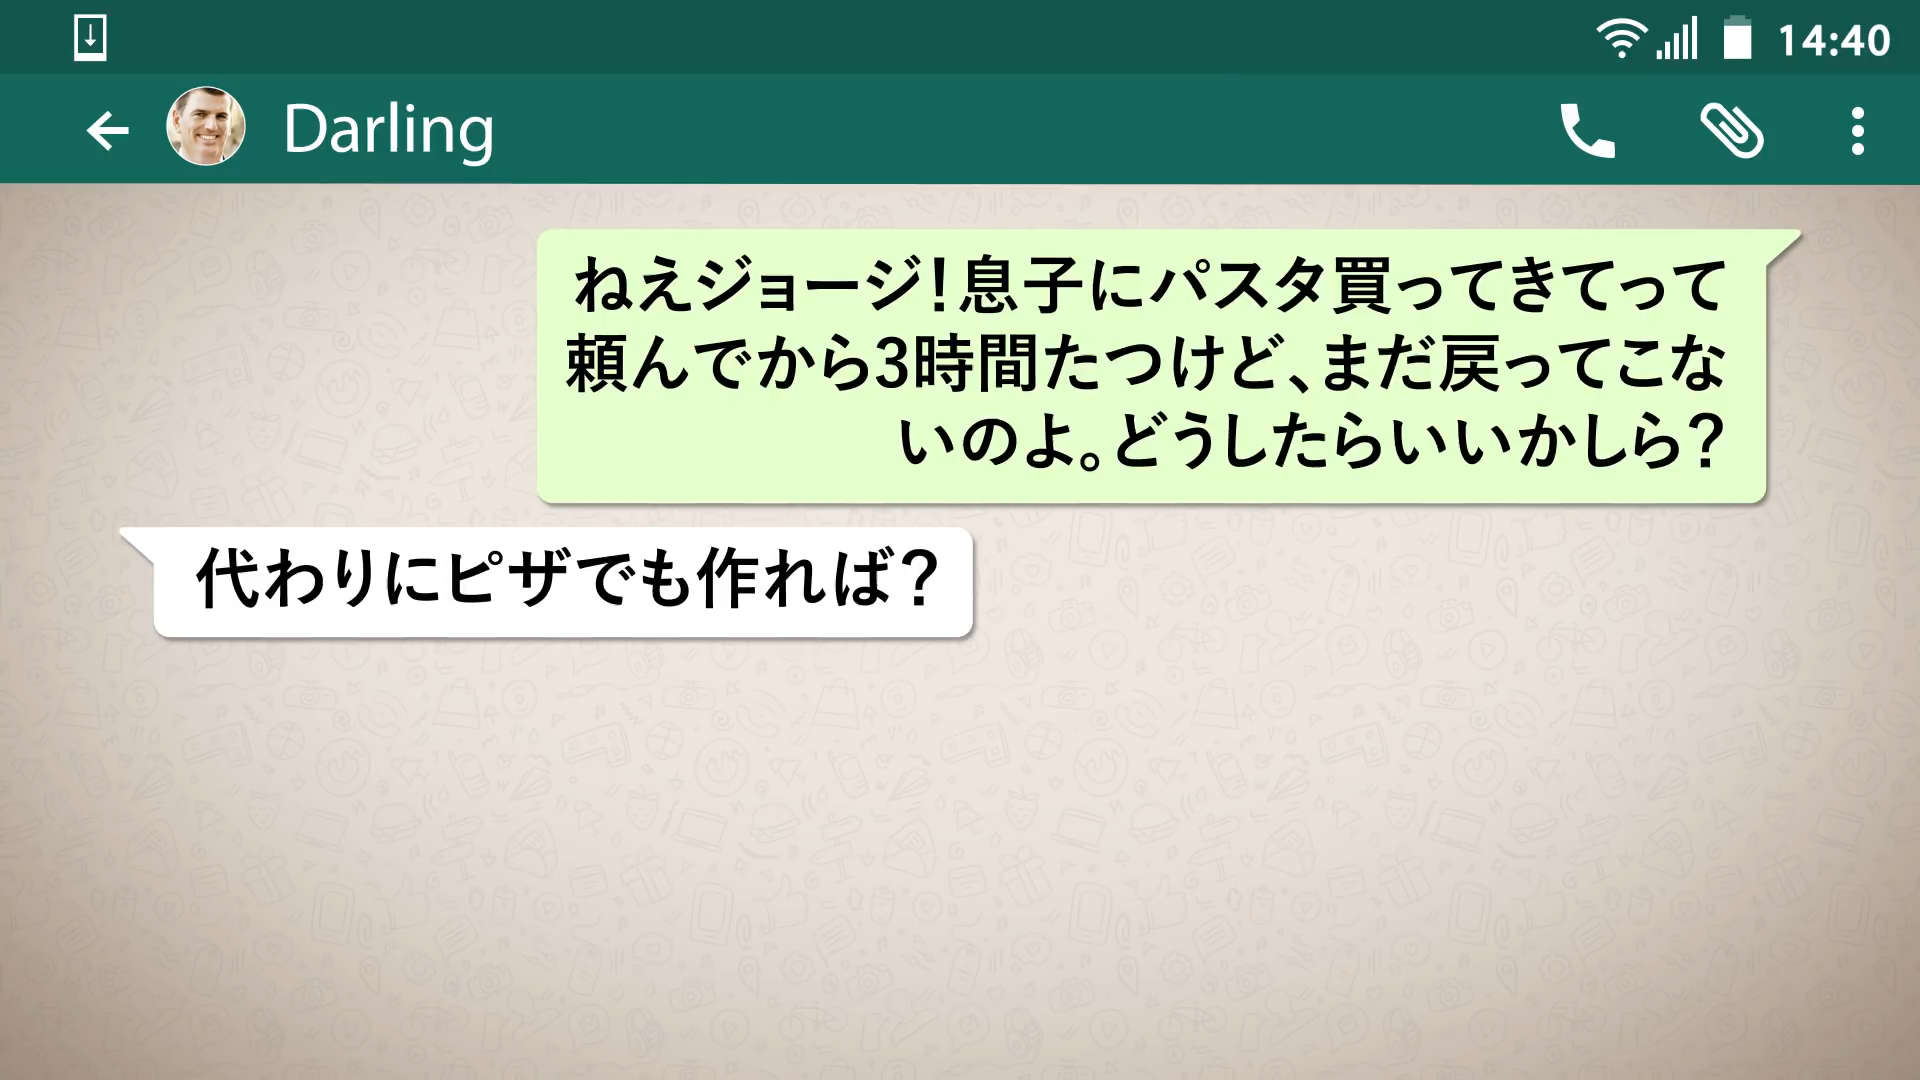 14:40
Darling
ねえジョージ！息子にパスタ買ってきてって
頼んでから3時間たつけど、まだ戻ってこな
いのよ。どうしたらいいかしら？
代わりにピザでも作れば？